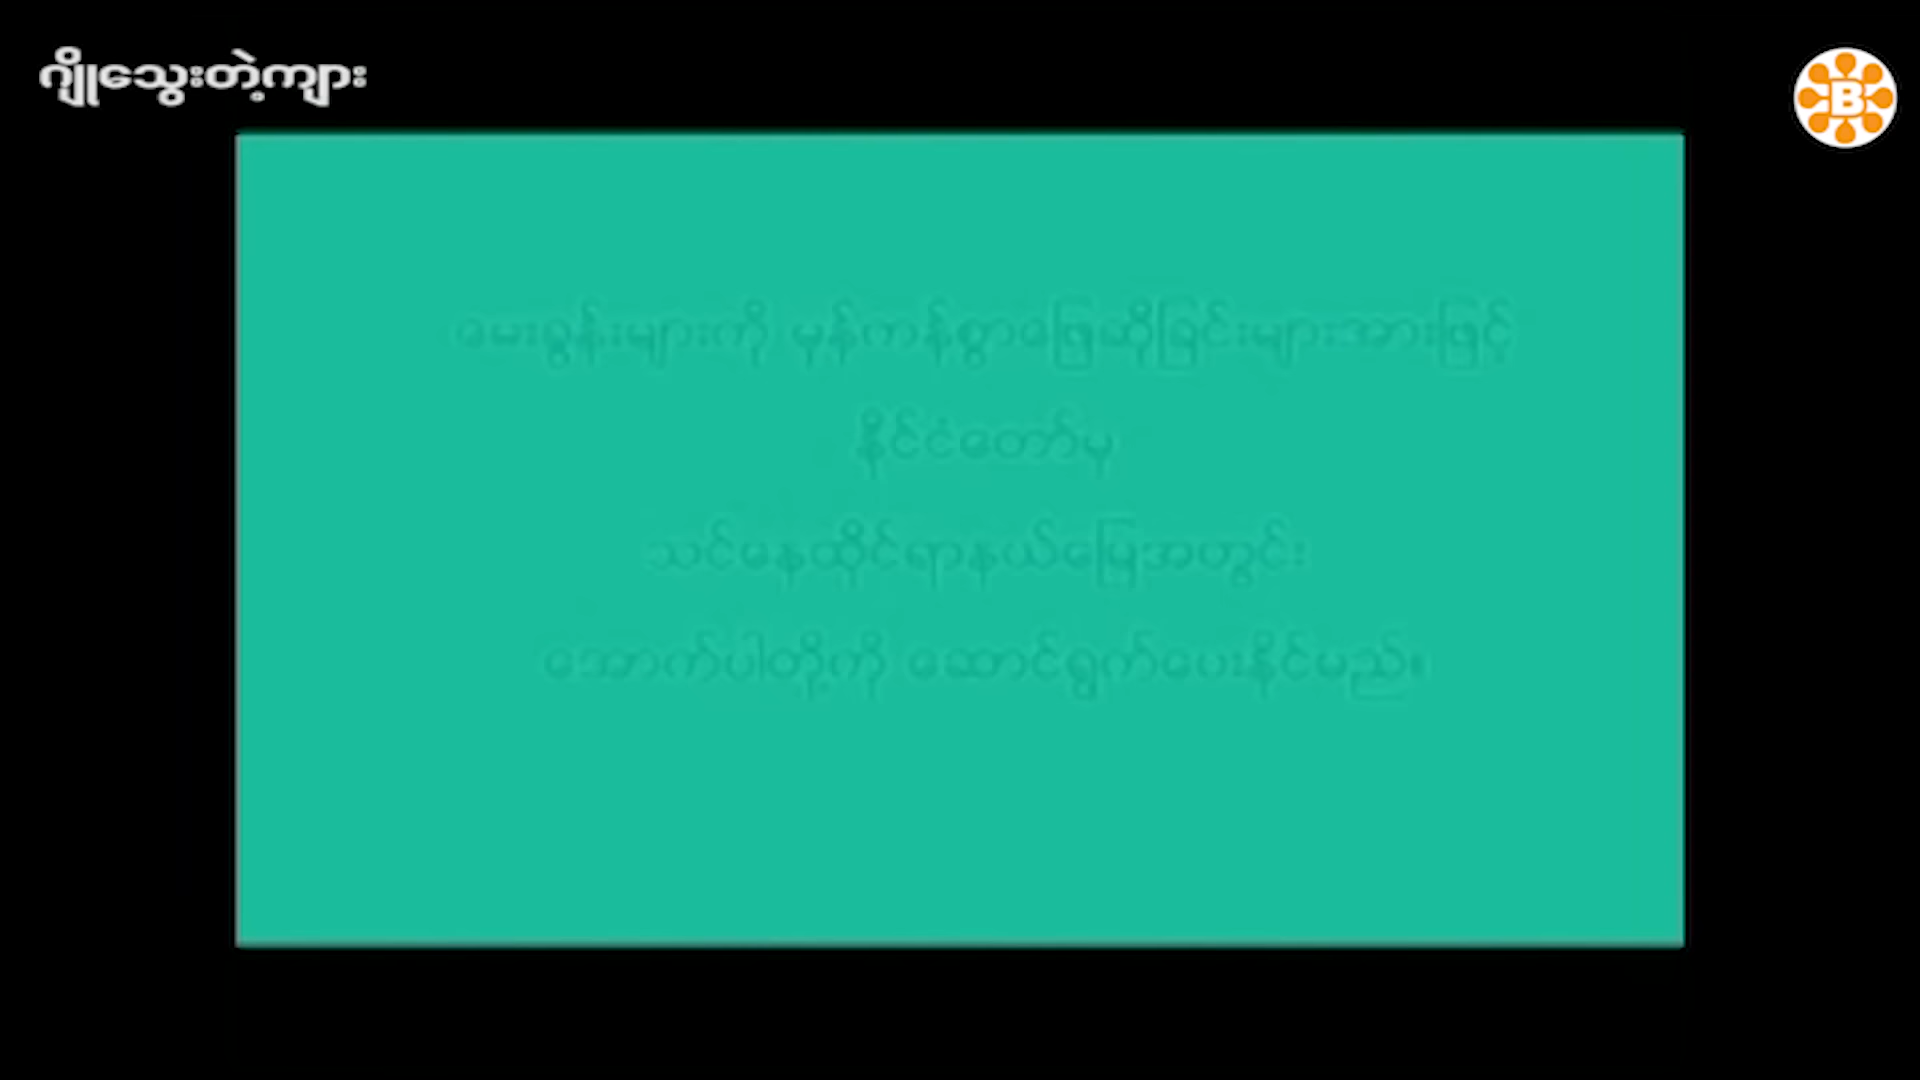 ဂျိုသွေးတဲ့ကျား
B
မေးခွန်းများကို မှန်ကန်စွာဖြေဆိုခြင်းများအားဖြင့်
နိုင်ငံတော်မှ
သင်မနေထိုင်ရာနယ်မြေအတွင်း
အောက်ပါတို့ကို ဆောင်ရွက်ပေးနိုင်မည်။